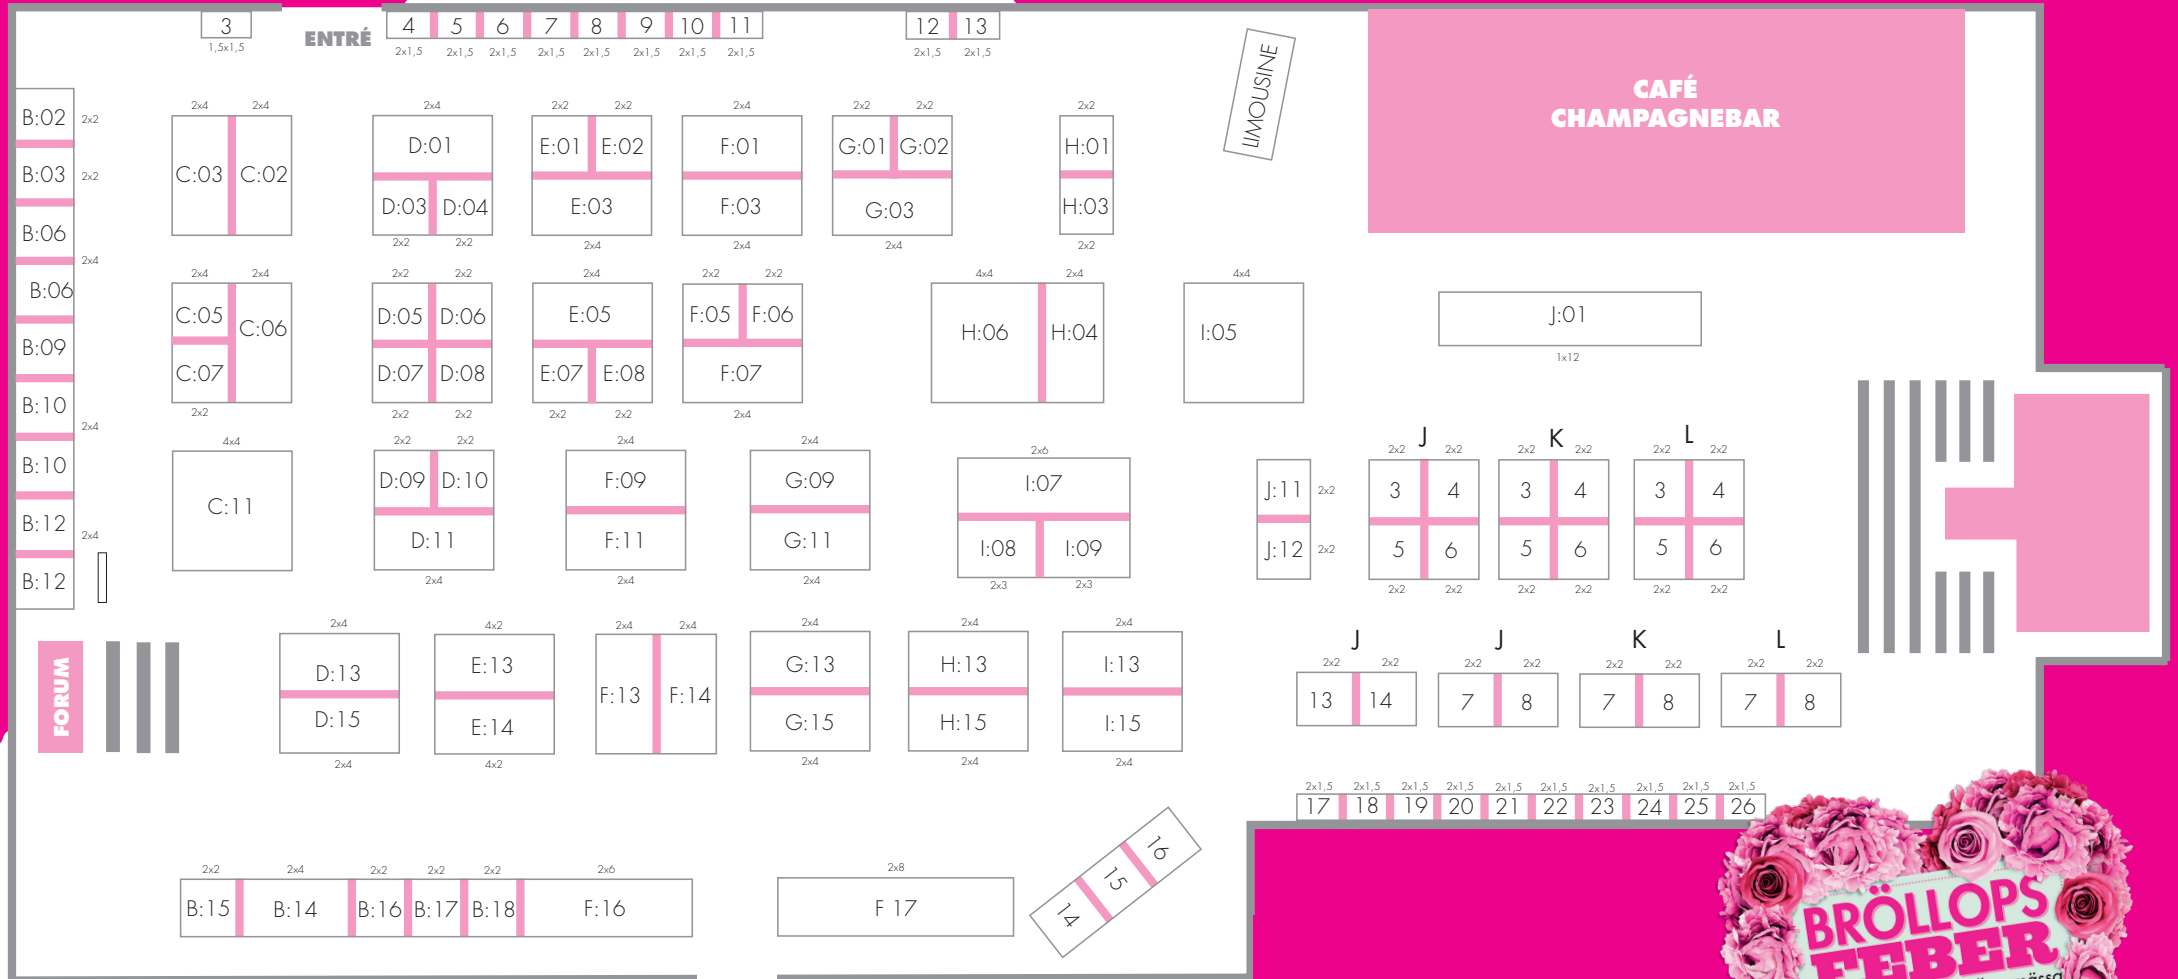 3
1,5x1,5
ENTRÉ
4 5 6 7 8 9 10 11
2x1,5 2x1,5 2x1,5 2x1,5 2x1,5 2x1,5 2x1,5 2x1,5
12 13
2x1,5 2x1,5
LIMOUSINE
CAFÉ
CHAMPAGNEBAR
B:02
2x2
B:03
2x2
B:06
2x4
B:06
B:09
B:10
2x4
B:10
B:12
2x4
B:12
2x4 2x4
C:03 C:02
2x4
D:01
D:03 D:04
2x2 2x2
2x2 2x2
E:01 E:02
E:03
2x4
2x4
F:01
F:03
2x4
2x2 2x2
G:01 G:02
G:03
2x4
2x2
H:01
H:03
2x2
2x4 2x4
C:05 C:06
C:07
2x2
2x2 2x2
D:05 D:06
D:07 D:08
2x2 2x2
2x4
E:05
E:07 E:08
2x2 2x2
2x2 2x2
F:05 F:06
F:07
2x4
4x4 2x4
H:06 H:04
4x4
I:05
J:01
1x12
4x4
C:11
2x2 2x2
D:09 D:10
D:11
2x4
2x4
F:09
F:11
2x4
2x4
G:09
G:11
2x4
2x6
I:07
I:08 I:09
2x3 2x3
J:11 2x2
J:12 2x2
J
2x2 2x2
3 4
5 6
2x2 2x2
K
2x2 2x2
3 4
5 6
2x2 2x2
L
2x2 2x2
3 4
5 6
2x2 2x2
FORUM
2x4
D:13
D:15
2x4
4x2
E:13
E:14
4x2
2x4 2x4
F:13 F:14
2x4
G:13
G:15
2x4
2x4
H:13
H:15
2x4
2x4
I:13
I:15
2x4
J
2x2 2x2
13 14
J
2x2 2x2
7 8
K
2x2 2x2
7 8
L
2x2 2x2
7 8
2x1,5 2x1,5 2x1,5 2x1,5 2x1,5 2x1,5 2x1,5 2x1,5 2x1,5 2x1,5
17 18 19 20 21 22 23 24 25 26
2x2 2x4 2x2 2x2 2x2 2x6
B:15 B:14 B:16 B:17 B:18 F:16
2x8
F 17
14 15 16
BRÖLLOPS
FEBER